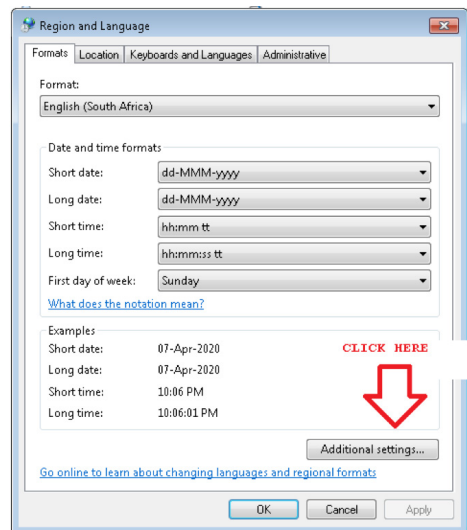 Region and Language
Formats Location Keyboards and Languages Administrative
Format:
English (South Africa)
Date and time formats
Short date: dd-MMM-yyyy
Long date: dd-MMM-yyyy
Short time: hh:mm tt
Long time: hh:mm:ss tt
First day of week: Sunday
What does the notation mean?
Examples
Short date: 07-Apr-2020 CLICK HERE
Long date: 07-Apr-2020
Short time: 10:06 PM
Long time: 10:06:01 PM
Additional settings...
Go online to learn about changing languages and regional formats
OK Cancel Apply